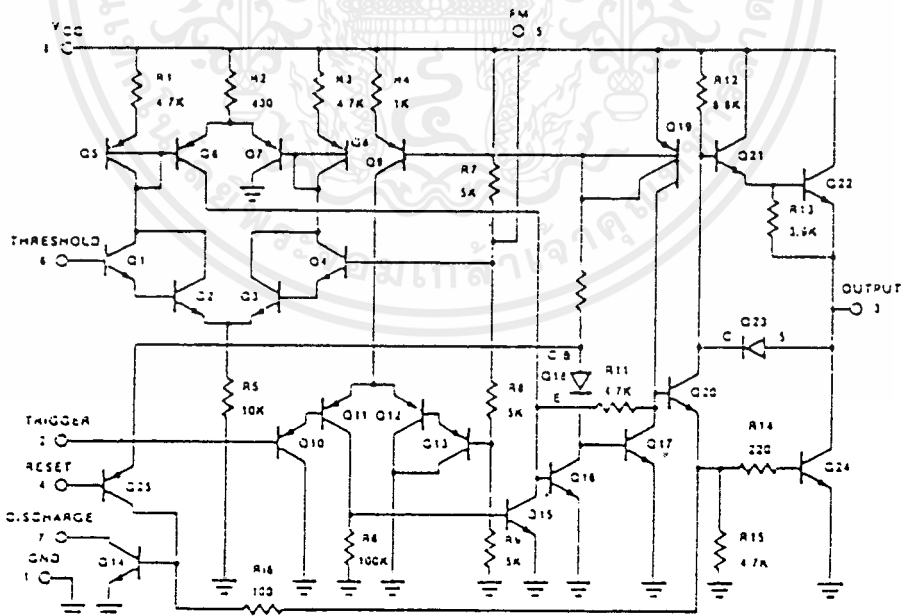 FM
VCC
5
8
R1
4.7K
R2
430
R3
4.7K
R4
1K
R12
6.8K
Q19
Q5
Q6
Q7
Q8
Q9
R7
5K
Q21
Q22
R13
3.9K
THRESHOLD
6
Q1
Q2
Q3
Q4
OUTPUT
3
Q23
C
S
C B
Q18
E
R11
4.7K
Q20
R5
10K
R8
5K
TRIGGER
2
Q11
Q12
Q10
Q13
Q17
R14
220
Q24
RESET
4
Q25
Q16
Q15
DISCHARGE
7
Q14
GND
1
R6
100K
R9
5K
R15
4.7K
R16
100